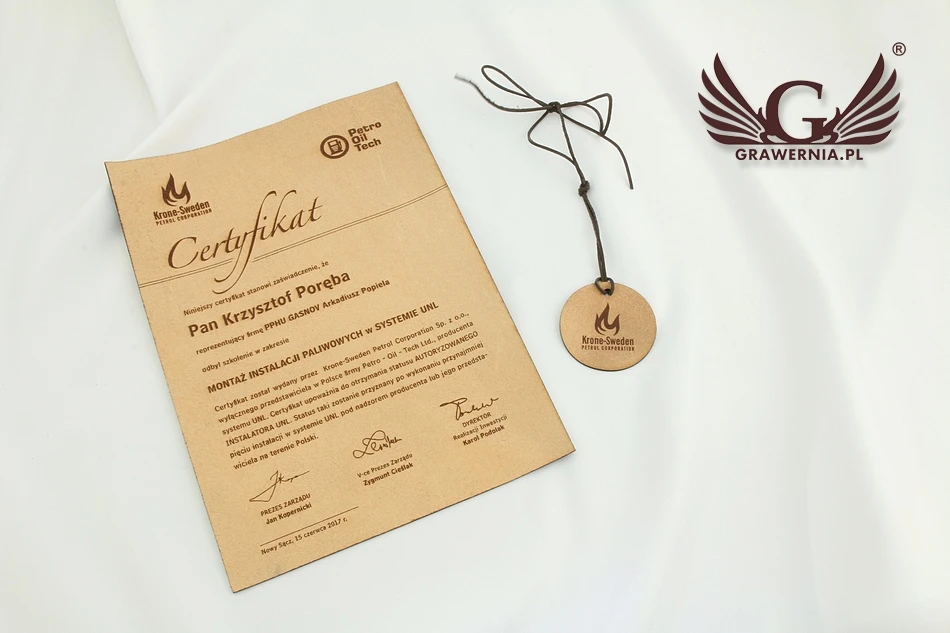 Petro
Oil
Tech
Krone-Sweden
PETROL CORPORATION
Certyfikat
Niniejszy certyfikat stanowi zaświadczenie, że
Pan Krzysztof Poręba
reprezentujący firmę PPHU GASNOV Arkadiusz Popiela
odbył szkolenie w zakresie
MONTAŻ INSTALACJI PALIWOWYCH w SYSTEMIE UNL
Certyfikat został wydany przez Krone-Sweden Petrol Corporation Sp. z o.o.,
wyłącznego przedstawiciela w Polsce firmy Petro - Oil - Tech Ltd., producenta
systemu UNL. Certyfikat upoważnia do otrzymania statusu AUTORYZOWANEGO
INSTALATORA UNL. Status taki zostanie przyznany po wykonaniu przynajmniej
pięciu instalacji w systemie UNL pod nadzorem producenta lub jego przedsta-
wiciela na terenie Polski.
PREZES ZARZĄDU
Jan Kopernicki
V-ce Prezes Zarządu
Zygmunt Cieślak
DYREKTOR
Realizacji Inwestycji
Karol Podolak
Nowy Sącz, 15 czerwca 2017 r.
Krone-Sweden
PETROL CORPORATION
G
®
GRAWERNIA.PL